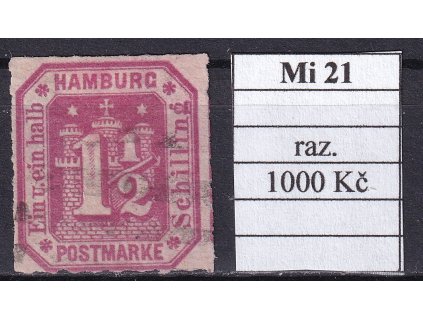 HAMBURG
Ein u. ein halb
1 1/2
Schilling
POSTMARKE
Mi 21
raz.
1000 Kč